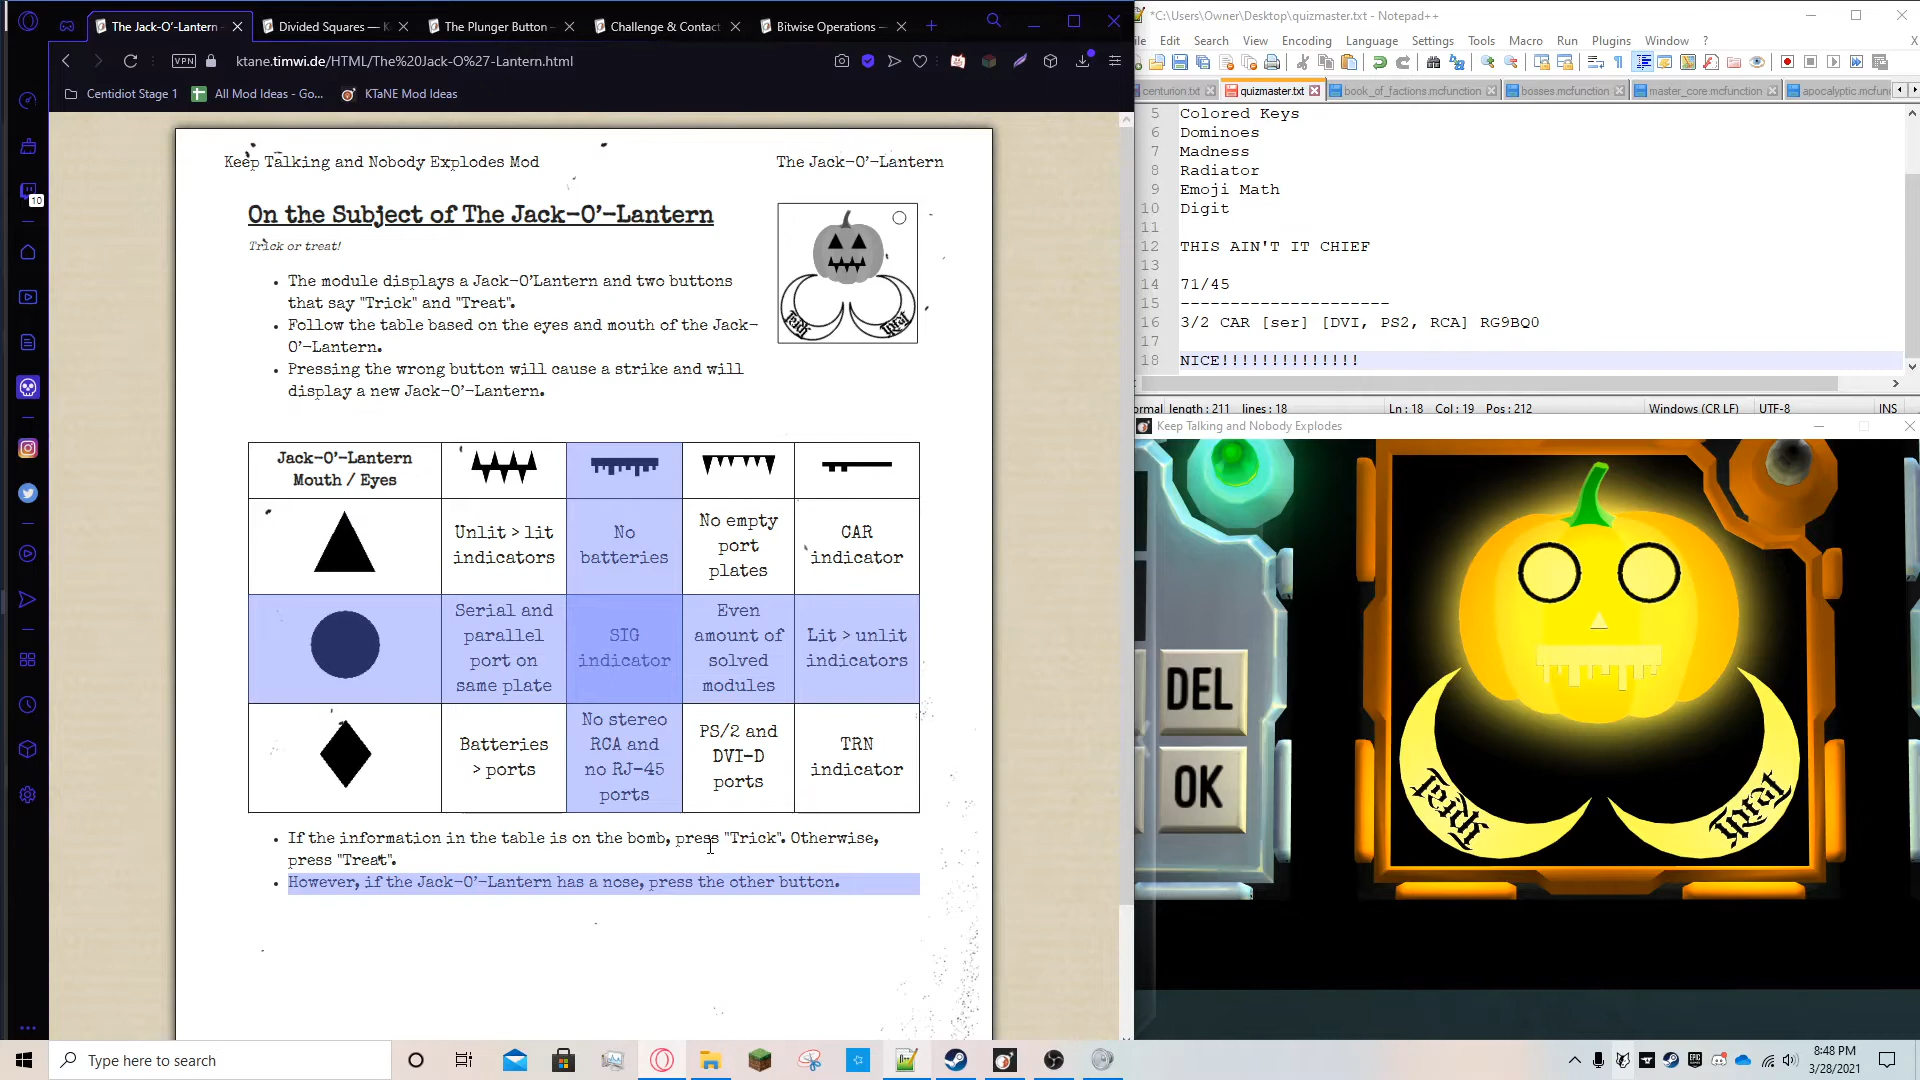 The Jack-O'-Lantern -
Divided Squares — K
The Plunger Button –
Challenge & Contact
Bitwise Operations —
VPN
ktane.timwi.de/HTML/The%20Jack-O%27-Lantern.html
Centidiot Stage 1
All Mod Ideas - Go...
KTaNE Mod Ideas
10
Keep Talking and Nobody Explodes Mod
The Jack-O'-Lantern
On the Subject of The Jack-O'-Lantern
Trick or treat!
• The module displays a Jack-O'Lantern and two buttons
that say "Trick" and "Treat".
• Follow the table based on the eyes and mouth of the Jack-
O'-Lantern.
• Pressing the wrong button will cause a strike and will
display a new Jack-O'-Lantern.
Trick
Treat
Jack-O'-Lantern
Mouth / Eyes
Unlit > lit
indicators
No
batteries
No empty
port
plates
CAR
indicator
Serial and
parallel
port on
same plate
SIG
indicator
Even
amount of
solved
modules
Lit > unlit
indicators
Batteries
> ports
No stereo
RCA and
no RJ-45
ports
PS/2 and
DVI-D
ports
TRN
indicator
• If the information in the table is on the bomb, press "Trick". Otherwise,
press "Treat".
• However, if the Jack-O'-Lantern has a nose, press the other button.
*C:\Users\Owner\Desktop\quizmaster.txt - Notepad++
ile Edit Search View Encoding Language Settings Tools Macro Run Plugins Window ? X
centurion.txt
quizmaster.txt
book_of_factions.mcfunction
bosses.mcfunction
master_core.mcfunction
apocalyptic.mcfun
5 Colored Keys
6 Dominoes
7 Madness
8 Radiator
9 Emoji Math
10 Digit
11
12 THIS AIN'T IT CHIEF
13
14 71/45
15 ---------------------
16 3/2 CAR [ser] [DVI, PS2, RCA] RG9BQ0
17
18 NICE!!!!!!!!!!!!!!
ormal length : 211 lines : 18
Ln : 18 Col : 19 Pos : 212
Windows (CR LF)
UTF-8
INS
Keep Talking and Nobody Explodes
DEL
OK
Trick
Treat
Type here to search
8:48 PM
3/28/2021